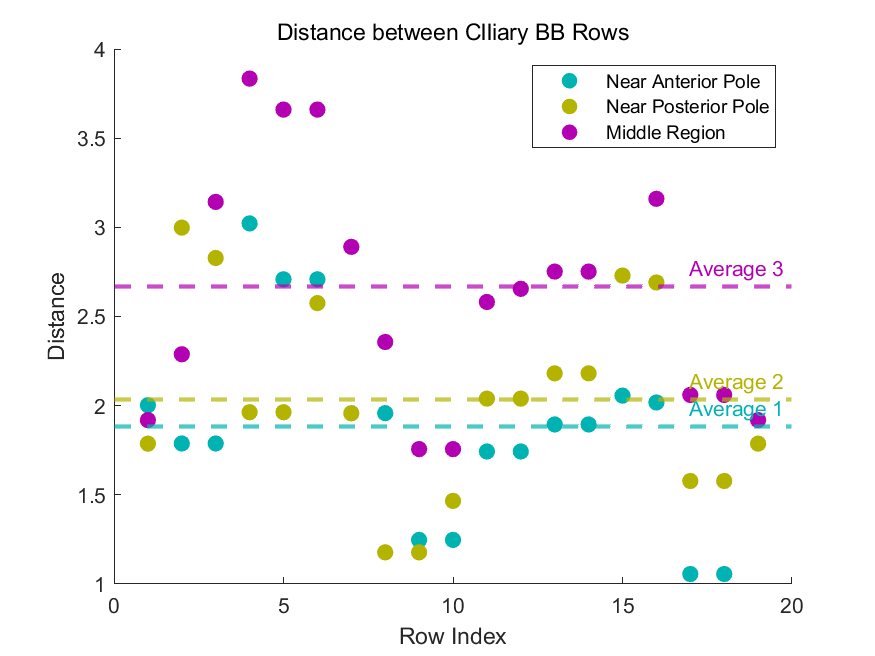 Distance between CIliary BB Rows
Near Anterior Pole
Near Posterior Pole
Middle Region
4
3.5
3
2.5
2
1.5
1
Distance
Average 3
Average 2
Average 1
0
5
10
15
20
Row Index